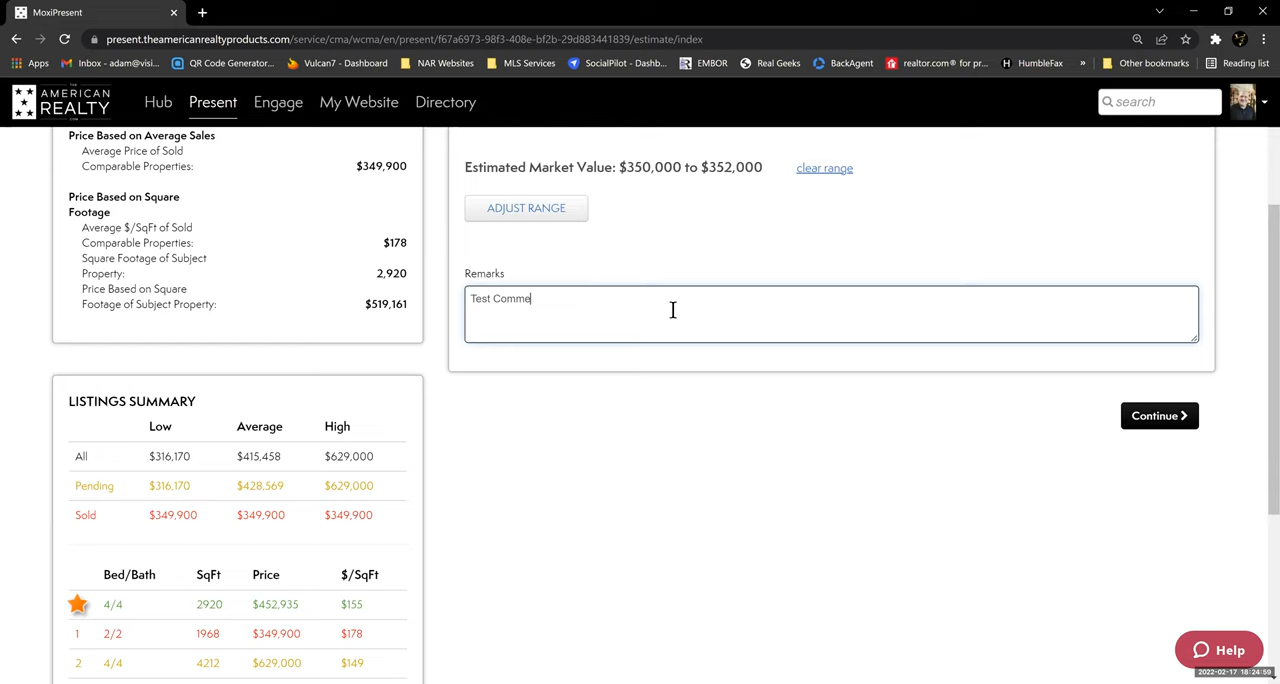 MoxiPresent
present.theamericanrealtyproducts.com/service/cma/wcma/en/present/f67a6973-98f3-408e-bf2b-29d883441839/estimate/index
Apps
Inbox - adam@visi...
QR Code Generator...
Vulcan7 - Dashboard
NAR Websites
MLS Services
SocialPilot - Dashb...
EMBOR
Real Geeks
BackAgent
realtor.com® for pr...
HumbleFax
»
Other bookmarks
Reading list
THE
AMERICAN
REALTY
.COM
Hub
Present
Engage
My Website
Directory
search
Price Based on Average Sales
Average Price of Sold
Comparable Properties: $349,900
Price Based on Square
Footage
Average $/SqFt of Sold
Comparable Properties: $178
Square Footage of Subject
Property: 2,920
Price Based on Square
Footage of Subject Property: $519,161
Estimated Market Value: $350,000 to $352,000 clear range
ADJUST RANGE
Remarks
Test Comme
Continue
LISTINGS SUMMARY
Low Average High
All $316,170 $415,458 $629,000
Pending $316,170 $428,569 $629,000
Sold $349,900 $349,900 $349,900
Bed/Bath SqFt Price $/SqFt
4/4 2920 $452,935 $155
1 2/2 1968 $349,900 $178
2 4/4 4212 $629,000 $149
Help
2022-02-17 18:24:59